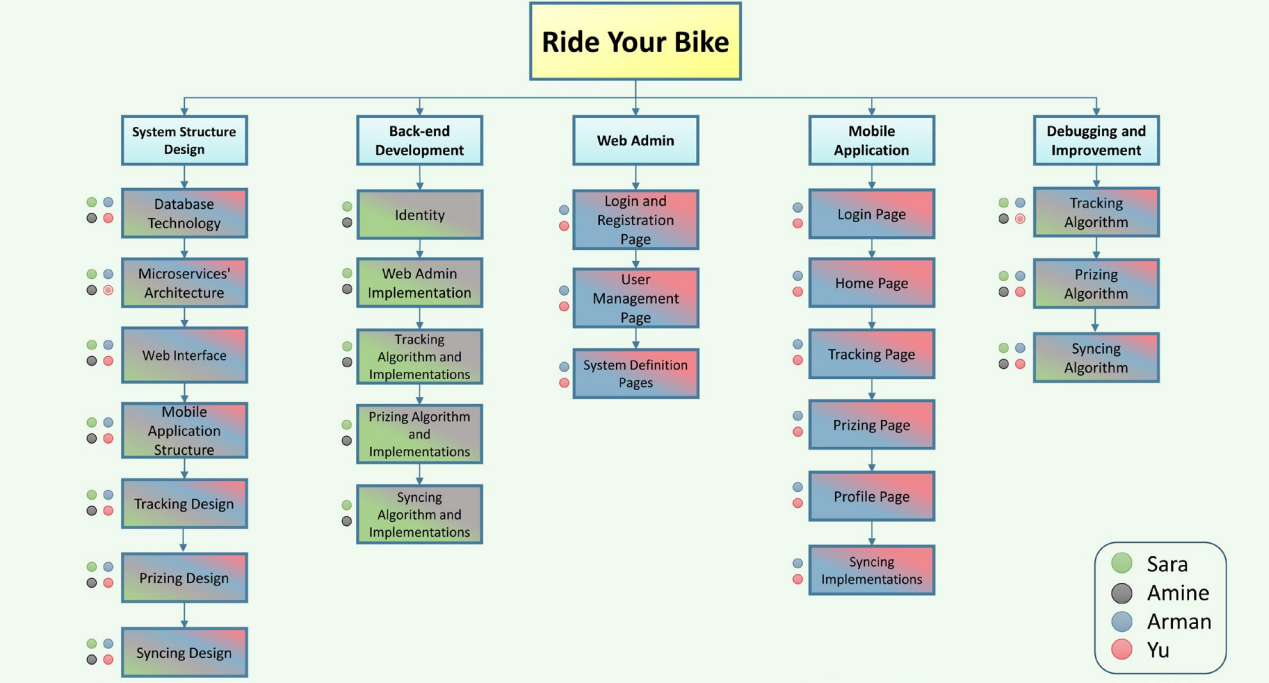 Ride Your Bike
System Structure
Design
Database
Technology
Microservices'
Architecture
Web Interface
Mobile
Application
Structure
Tracking Design
Prizing Design
Syncing Design
Back-end
Development
Identity
Web Admin
Implementation
Tracking
Algorithm and
Implementations
Prizing Algorithm
and
Implementations
Syncing
Algorithm and
Implementations
Web Admin
Login and
Registration
Page
User
Management
Page
System Definition
Pages
Mobile
Application
Login Page
Home Page
Tracking Page
Prizing Page
Profile Page
Syncing
Implementations
Debugging and
Improvement
Tracking
Algorithm
Prizing
Algorithm
Syncing
Algorithm
Sara
Amine
Arman
Yu